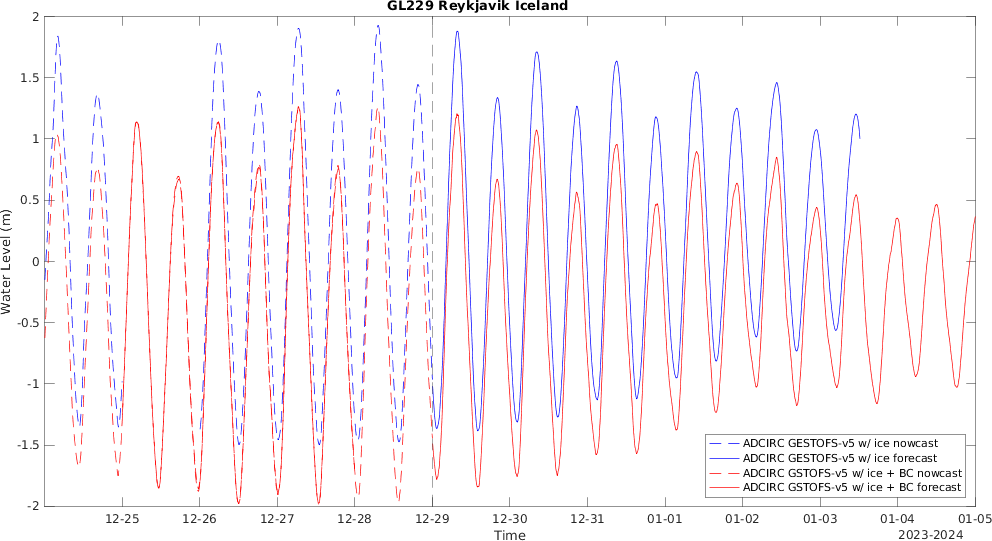 GL229 Reykjavik Iceland
2
1.5
1
0.5
0
-0.5
-1
-1.5
-2
Water Level (m)
ADCIRC GESTOFS-v5 w/ ice nowcast
ADCIRC GESTOFS-v5 w/ ice forecast
ADCIRC GSTOFS-v5 w/ ice + BC nowcast
ADCIRC GSTOFS-v5 w/ ice + BC forecast
12-25 12-26 12-27 12-28 12-29 12-30 12-31 01-01 01-02 01-03 01-04 01-05
Time
2023-2024